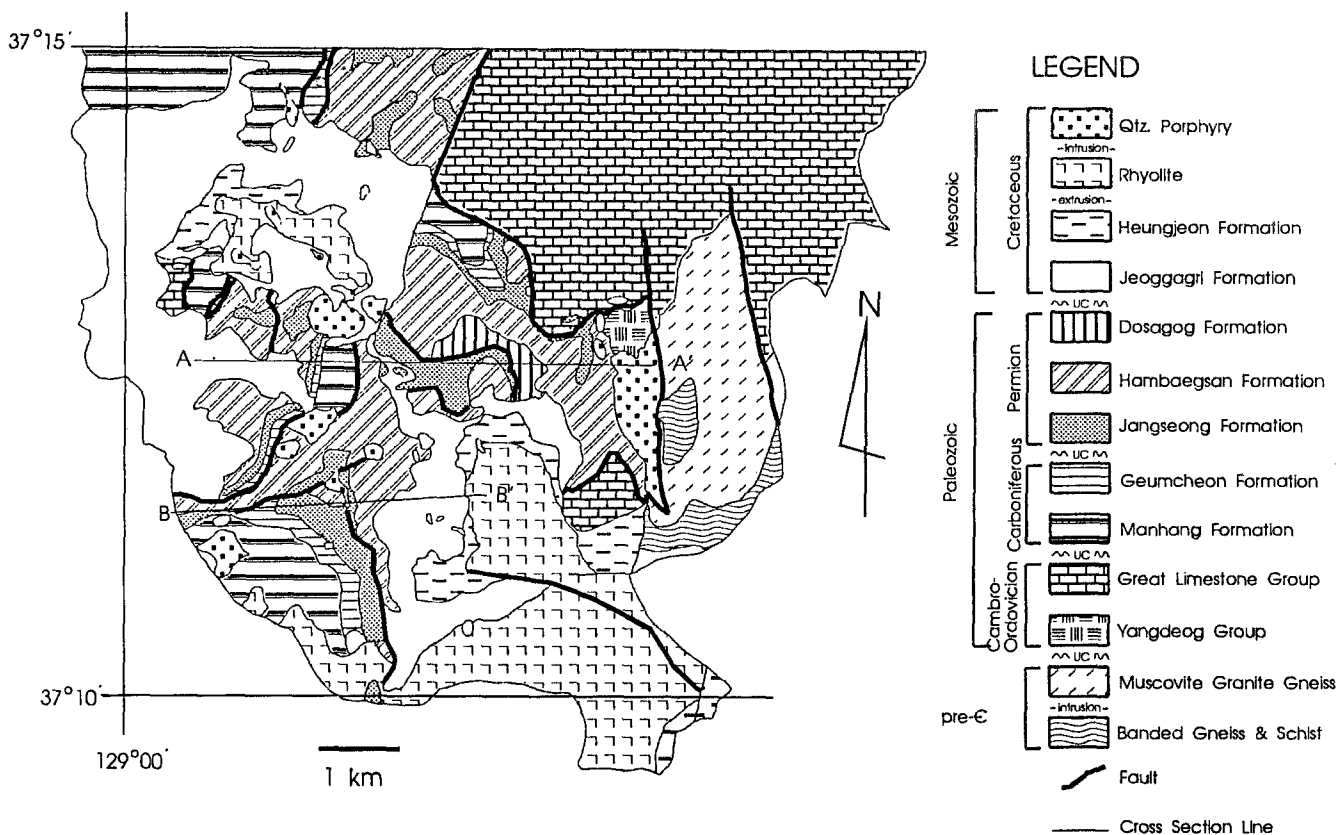 37°15′
129°00′
37°10′
1 km
A
A'
B
B'
N
LEGEND
Mesozoic
Cretaceous
Qtz. Porphyry
-intrusion-
Rhyolite
-extrusion-
Heungjeon Formation
Jeoggagri Formation
UC
Paleozoic
Permian
Dosagog Formation
Hambaegsan Formation
Jangseong Formation
UC
Carboniferous
Geumcheon Formation
Manhang Formation
UC
Cambro-
Ordovician
Great Limestone Group
Yangdeog Group
UC
pre-Є
Muscovite Granite Gneiss
-intrusion-
Banded Gneiss & Schist
Fault
Cross Section Line